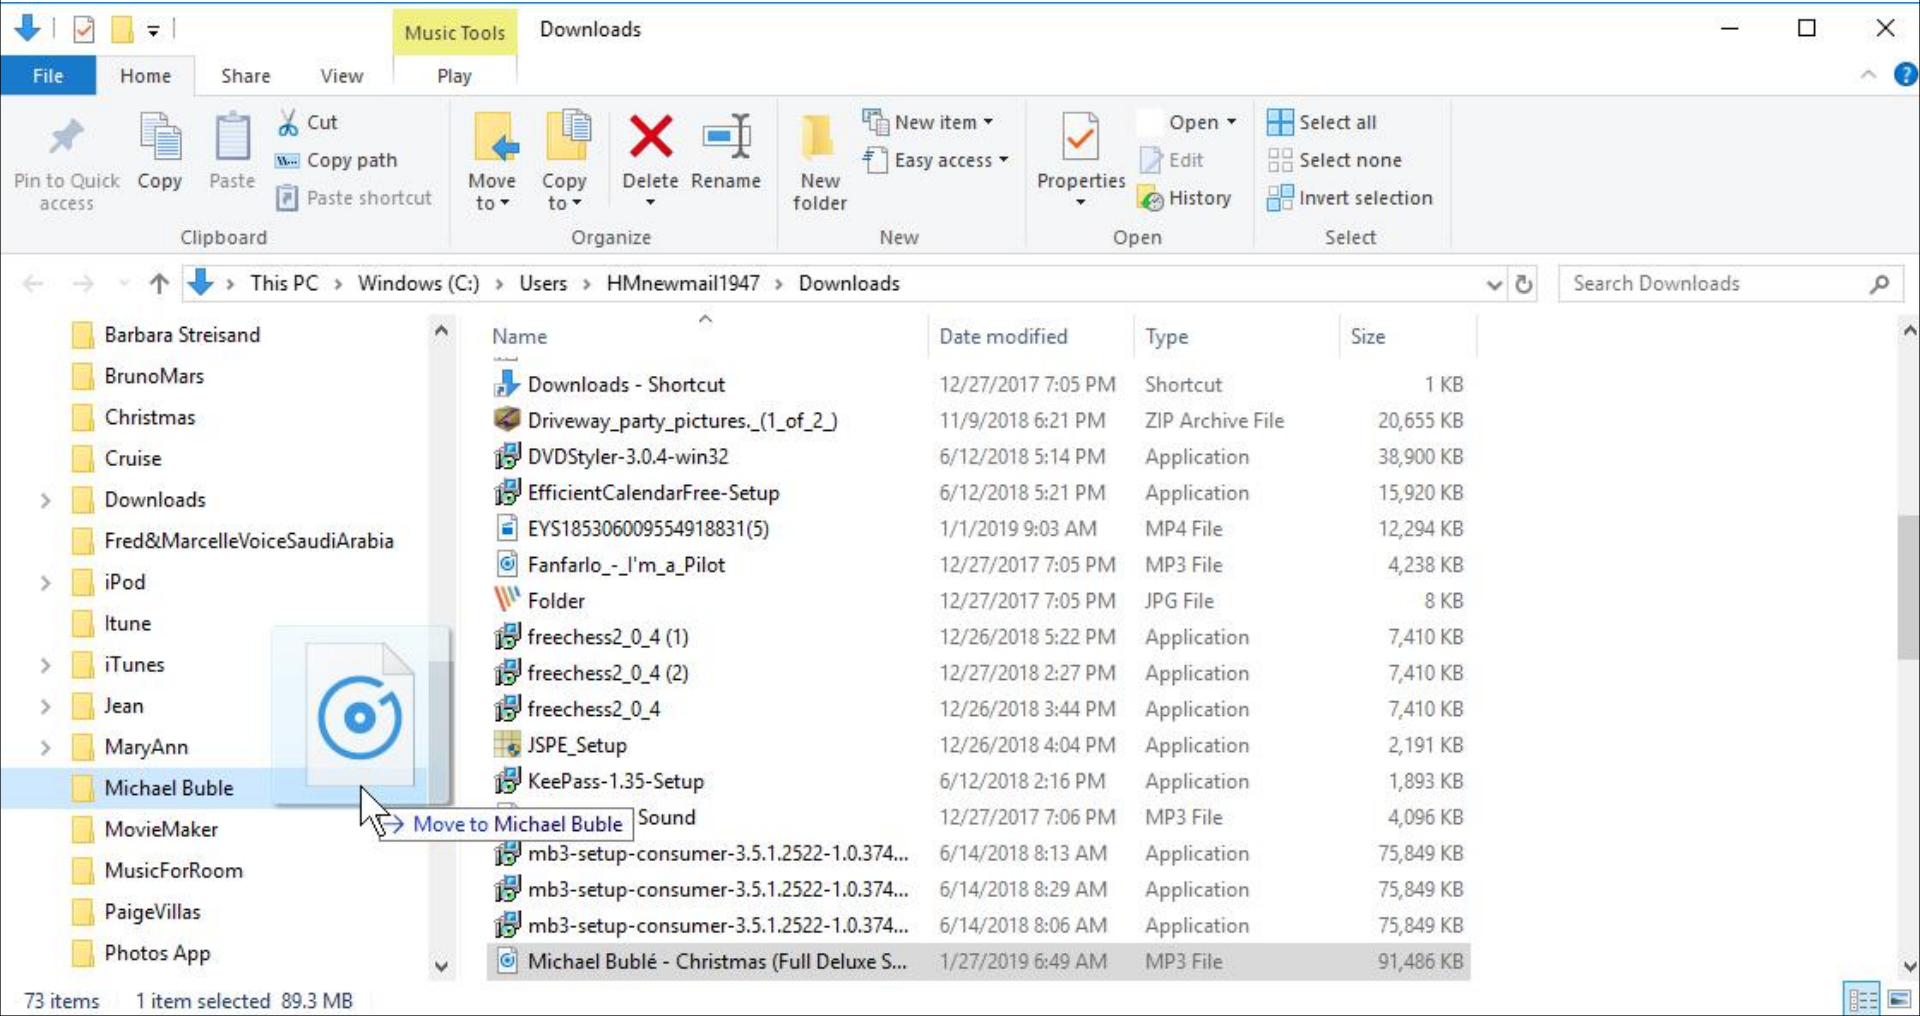 Music Tools
Downloads
File
Home
Share
View
Play
Pin to Quick access
Copy
Paste
Cut
Copy path
Paste shortcut
Clipboard
Move to
Copy to
Delete
Rename
Organize
New folder
New item
Easy access
New
Properties
Open
Edit
History
Open
Select all
Select none
Invert selection
Select
This PC > Windows (C:) > Users > HMnewmail1947 > Downloads
Search Downloads
Barbara Streisand
BrunoMars
Christmas
Cruise
Downloads
Fred&MarcelleVoiceSaudiArabia
iPod
Itune
iTunes
Jean
MaryAnn
Michael Buble
MovieMaker
MusicForRoom
PaigeVillas
Photos App
Move to Michael Buble
Name Date modified Type Size
Downloads - Shortcut 12/27/2017 7:05 PM Shortcut 1 KB
Driveway_party_pictures._(1_of_2_) 11/9/2018 6:21 PM ZIP Archive File 20,655 KB
DVDStyler-3.0.4-win32 6/12/2018 5:14 PM Application 38,900 KB
EfficientCalendarFree-Setup 6/12/2018 5:21 PM Application 15,920 KB
EYS185306009554918831(5) 1/1/2019 9:03 AM MP4 File 12,294 KB
Fanfarlo_-_I'm_a_Pilot 12/27/2017 7:05 PM MP3 File 4,238 KB
Folder 12/27/2017 7:05 PM JPG File 8 KB
freechess2_0_4 (1) 12/26/2018 5:22 PM Application 7,410 KB
freechess2_0_4 (2) 12/27/2018 2:27 PM Application 7,410 KB
freechess2_0_4 12/26/2018 3:44 PM Application 7,410 KB
JSPE_Setup 12/26/2018 4:04 PM Application 2,191 KB
KeePass-1.35-Setup 6/12/2018 2:16 PM Application 1,893 KB
Sound 12/27/2017 7:06 PM MP3 File 4,096 KB
mb3-setup-consumer-3.5.1.2522-1.0.374... 6/14/2018 8:13 AM Application 75,849 KB
mb3-setup-consumer-3.5.1.2522-1.0.374... 6/14/2018 8:29 AM Application 75,849 KB
mb3-setup-consumer-3.5.1.2522-1.0.374... 6/14/2018 8:06 AM Application 75,849 KB
Michael Bublé - Christmas (Full Deluxe S... 1/27/2019 6:49 AM MP3 File 91,486 KB
73 items 1 item selected 89.3 MB